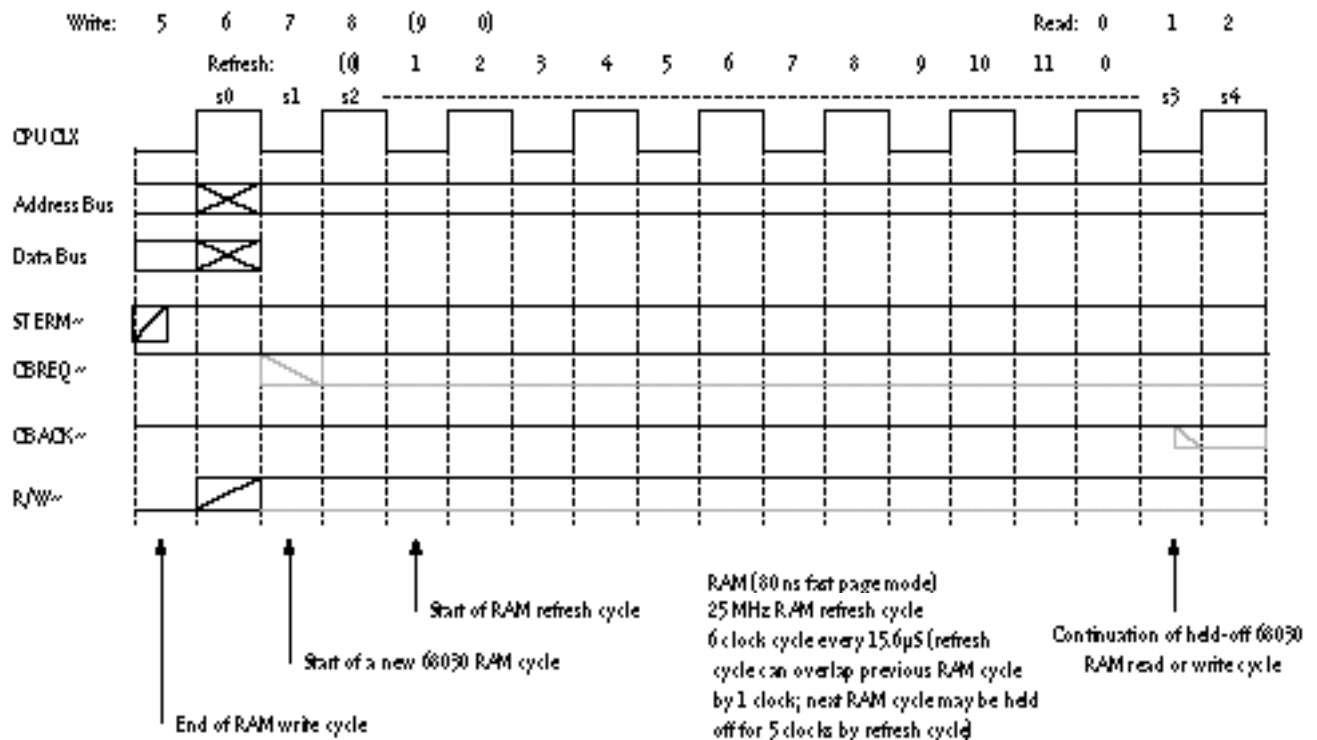 Write: 5 6 7 8 (9 0) Read: 0 1 2
Refresh: (0) 1 2 3 4 5 6 7 8 9 10 11 0
s0 s1 s2 s3 s4
CPU CLK
Address Bus
Data Bus
STERM~
CBREQ~
CBACK~
R/W~
Start of RAM refresh cycle
Start of a new 68030 RAM cycle
End of RAM write cycle
RAM (80 ns fast page mode)
25 MHz RAM refresh cycle
6 clock cycle every 15.6µS (refresh
cycle can overlap previous RAM cycle
by 1 clock; next RAM cycle may be held
off for 5 clocks by refresh cycle)
Continuation of held-off 68030
RAM read or write cycle